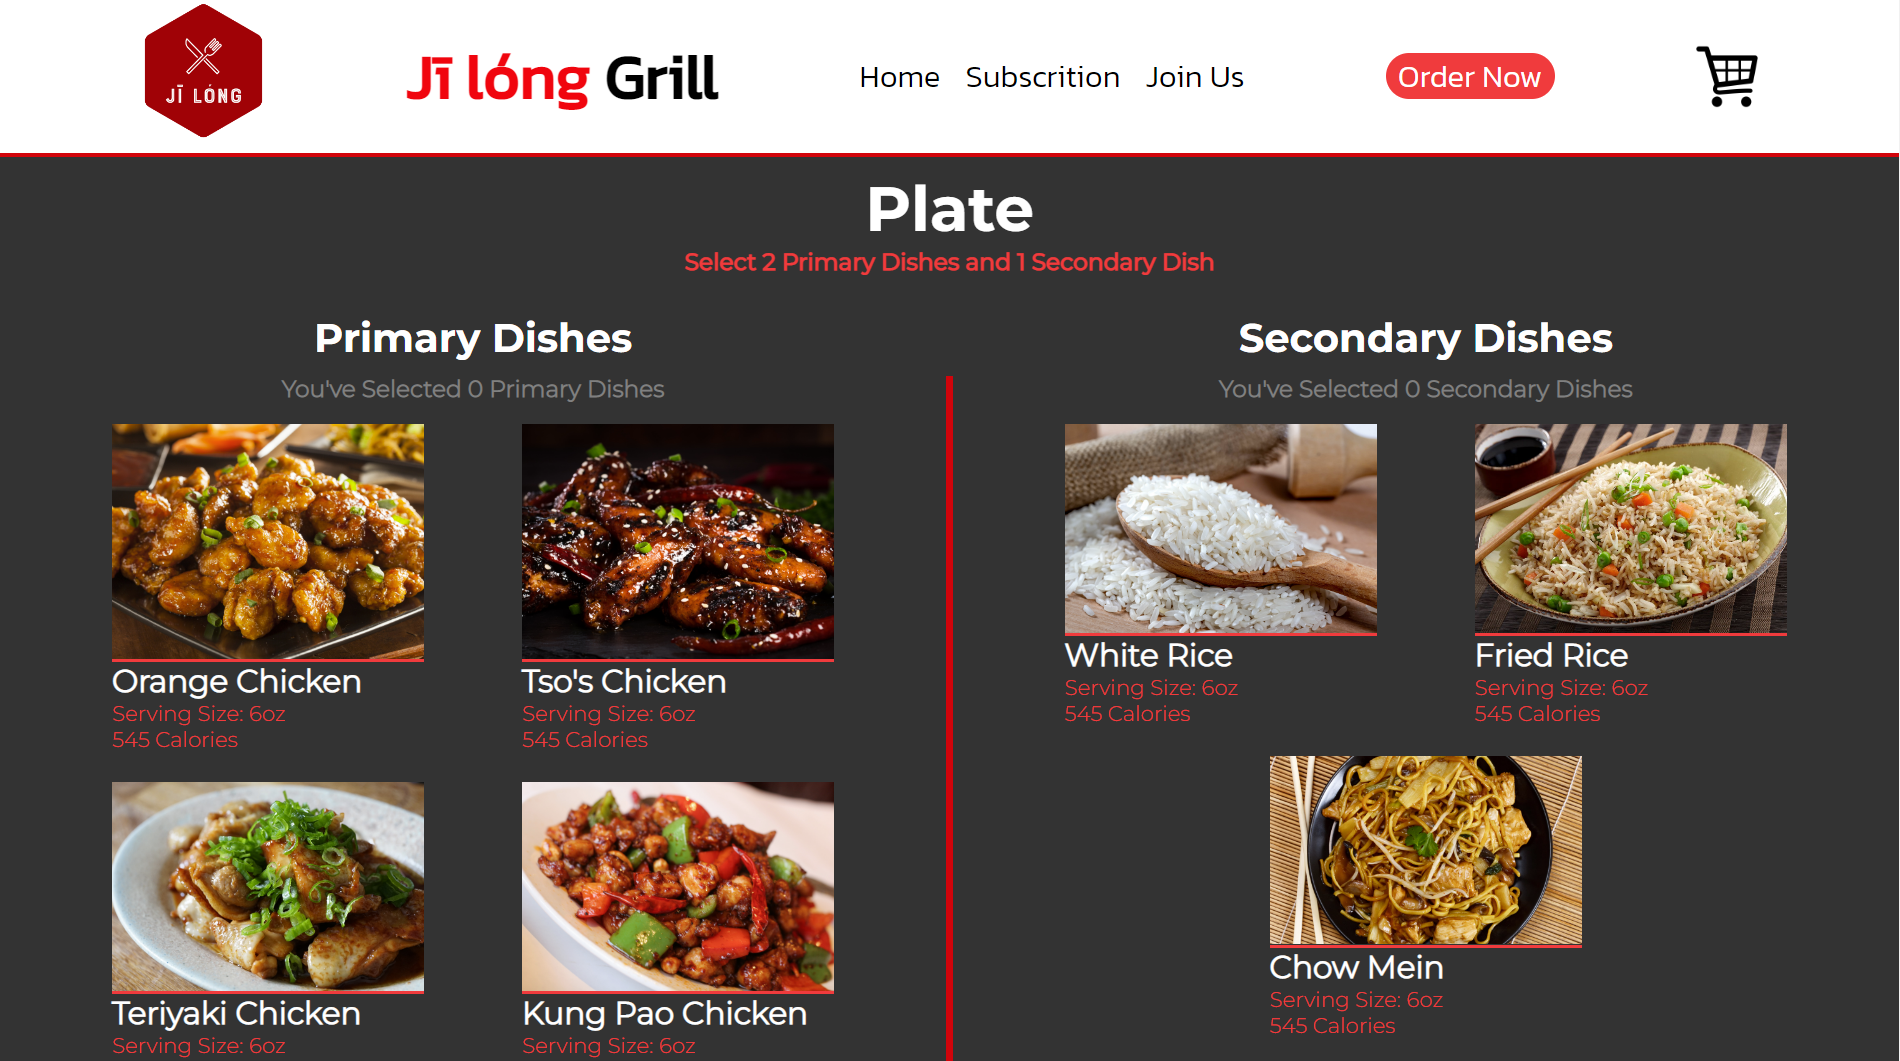 JĪ LÓNG
Jī lóng Grill
Home
Subscrition
Join Us
Order Now
Plate
Select 2 Primary Dishes and 1 Secondary Dish
Primary Dishes
You've Selected 0 Primary Dishes
Orange Chicken
Serving Size: 6oz
545 Calories
Tso's Chicken
Serving Size: 6oz
545 Calories
Teriyaki Chicken
Serving Size: 6oz
Kung Pao Chicken
Serving Size: 6oz
Secondary Dishes
You've Selected 0 Secondary Dishes
White Rice
Serving Size: 6oz
545 Calories
Fried Rice
Serving Size: 6oz
545 Calories
Chow Mein
Serving Size: 6oz
545 Calories